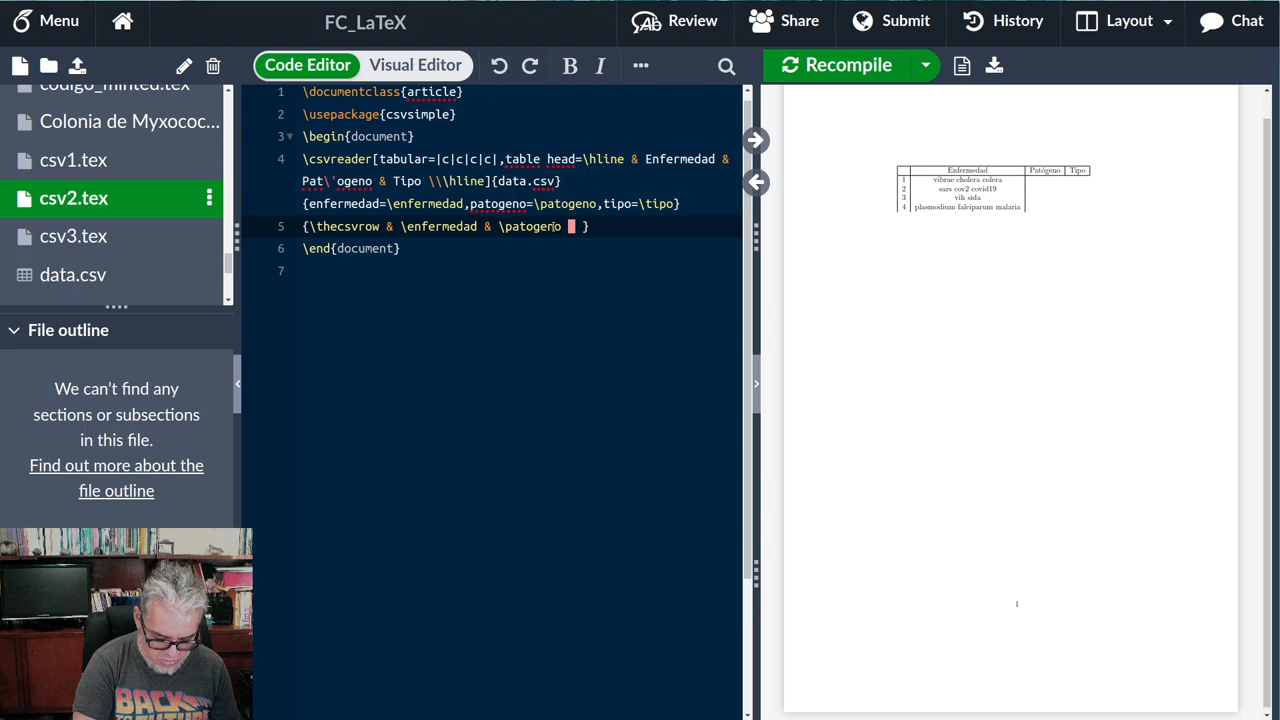 Menu
FC_LaTeX
Review
Share
Submit
History
Layout
Chat
Code Editor
Visual Editor
B I
Recompile
codigo_minted.tex
Colonia de Myxococ...
csv1.tex
csv2.tex
csv3.tex
data.csv
File outline
We can't find any
sections or subsections
in this file.
Find out more about the
file outline
1 \documentclass{article}
2 \usepackage{csvsimple}
3 \begin{document}
4 \csvreader[tabular=|c|c|c|c|,table head=\hline & Enfermedad &
Pat\'ogeno & Tipo \\\hline]{data.csv}
{enfermedad=\enfermedad,patogeno=\patogeno,tipo=\tipo}
5 {\thecsvrow & \enfermedad & \patogeno }
6 \end{document}
7
Enfermedad Patógeno Tipo
1 vibrae cholera colera
2 sars cov2 covid19
3 vih sida
4 plasmodium falciparum malaria
1
BACK